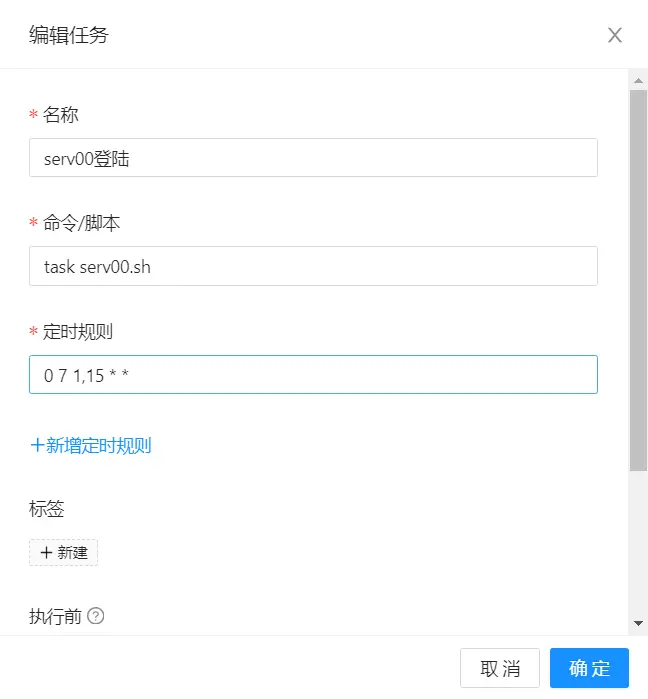 编辑任务
* 名称
serv00登陆
* 命令/脚本
task serv00.sh
* 定时规则
0 7 1,15 * *
+新增定时规则
标签
+ 新建
执行前 ?
取 消
确 定